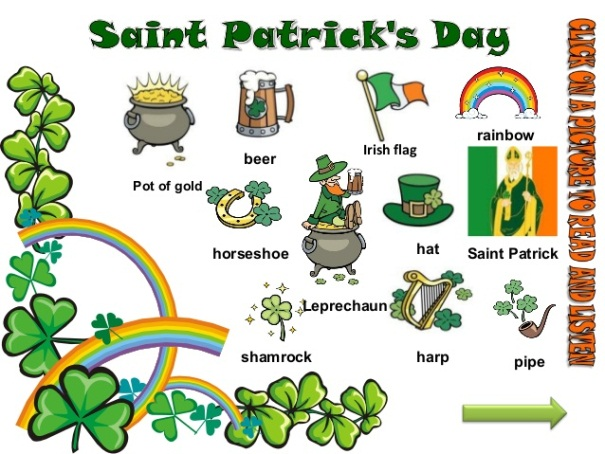 Saint Patrick's Day
CLICK ON A PICTURE TO READ AND LISTEN
Pot of gold
beer
Irish flag
rainbow
horseshoe
Leprechaun
hat
Saint Patrick
shamrock
harp
pipe